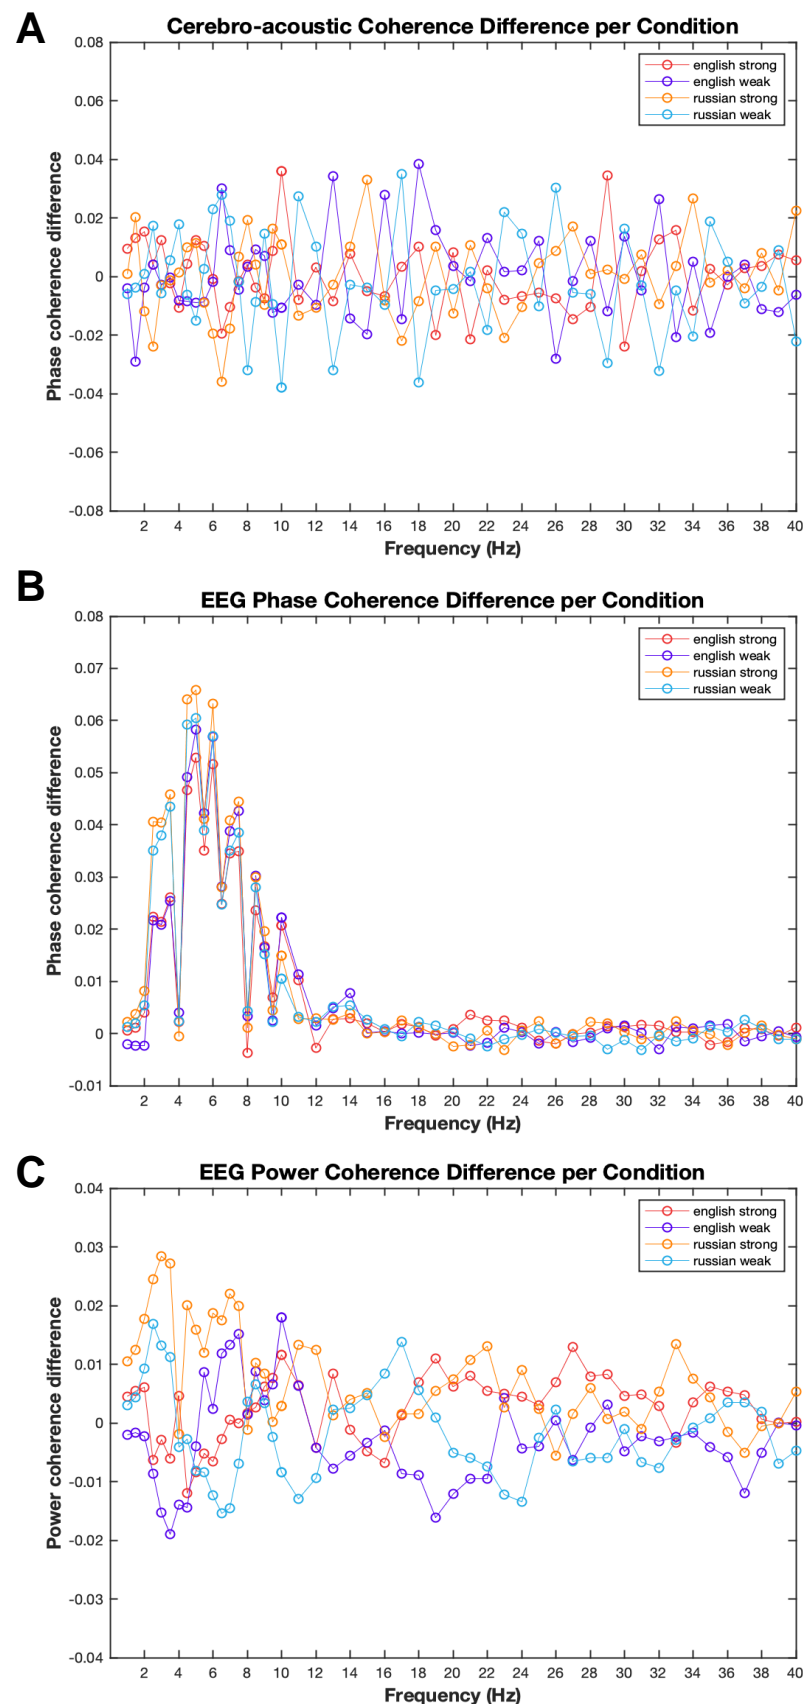 A
Cerebro-acoustic Coherence Difference per Condition
0.08
0.06
0.04
0.02
0
-0.02
-0.04
-0.06
-0.08
Phase coherence difference
english strong
english weak
russian strong
russian weak
2 4 6 8 10 12 14 16 18 20 22 24 26 28 30 32 34 36 38 40
Frequency (Hz)
B
EEG Phase Coherence Difference per Condition
0.08
0.07
0.06
0.05
0.04
0.03
0.02
0.01
0
-0.01
Phase coherence difference
english strong
english weak
russian strong
russian weak
2 4 6 8 10 12 14 16 18 20 22 24 26 28 30 32 34 36 38 40
Frequency (Hz)
C
EEG Power Coherence Difference per Condition
0.04
0.03
0.02
0.01
0
-0.01
-0.02
-0.03
-0.04
Power coherence difference
english strong
english weak
russian strong
russian weak
2 4 6 8 10 12 14 16 18 20 22 24 26 28 30 32 34 36 38 40
Frequency (Hz)